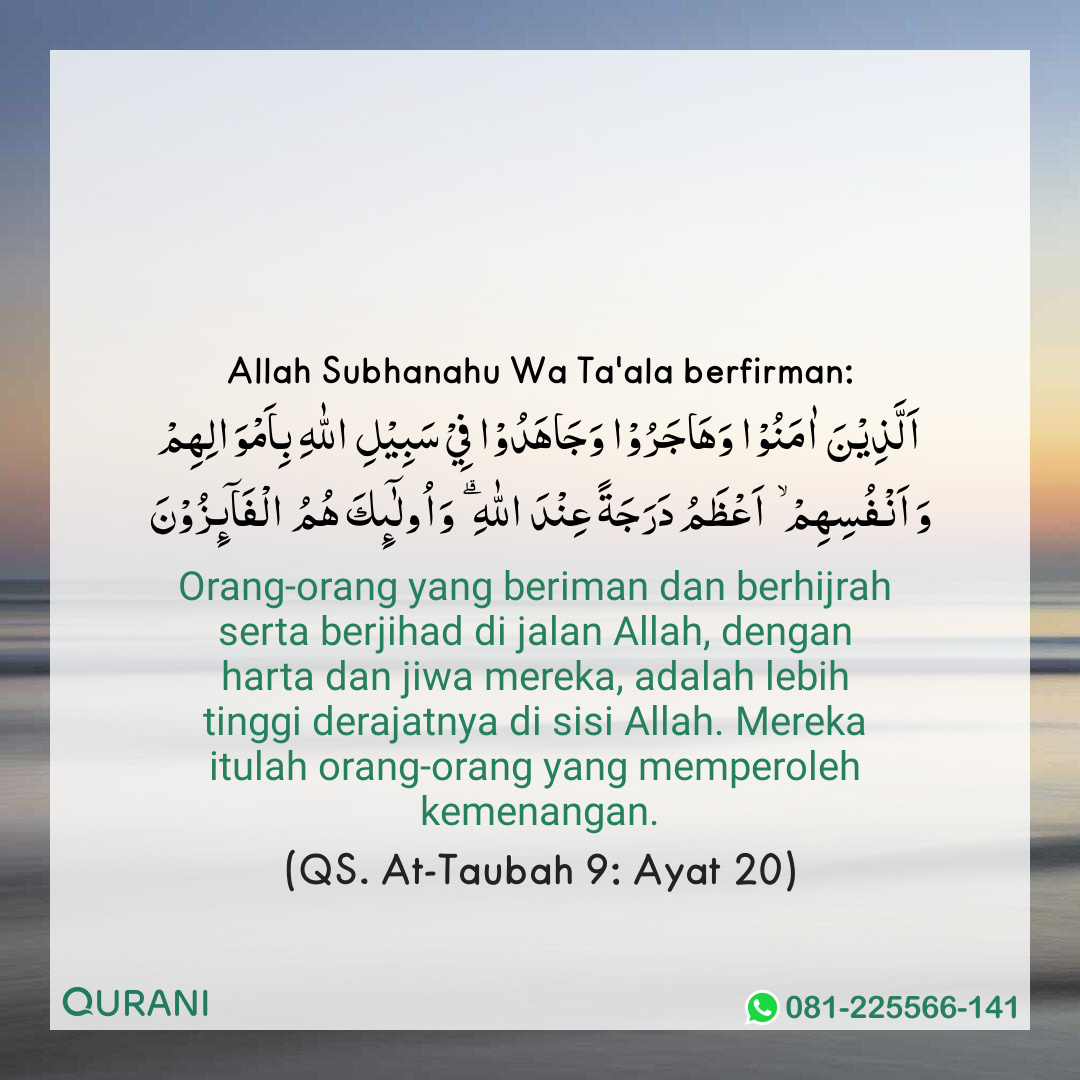 Allah Subhanahu Wa Ta'ala berfirman:
اَلَّذِيْنَ اٰمَنُوْا وَهَاجَرُوْا وَجَاهَدُوْا فِيْ سَبِيْلِ اللّٰهِ بِاَمْوَالِهِمْ
وَاَنْفُسِهِمْۙ اَعْظَمُ دَرَجَةً عِنْدَ اللّٰهِۗ وَاُولٰۤىِٕكَ هُمُ الْفَاۤىِٕزُوْنَ
Orang-orang yang beriman dan berhijrah
serta berjihad di jalan Allah, dengan
harta dan jiwa mereka, adalah lebih
tinggi derajatnya di sisi Allah. Mereka
itulah orang-orang yang memperoleh
kemenangan.
(QS. At-Taubah 9: Ayat 20)
QURANI
081-225566-141